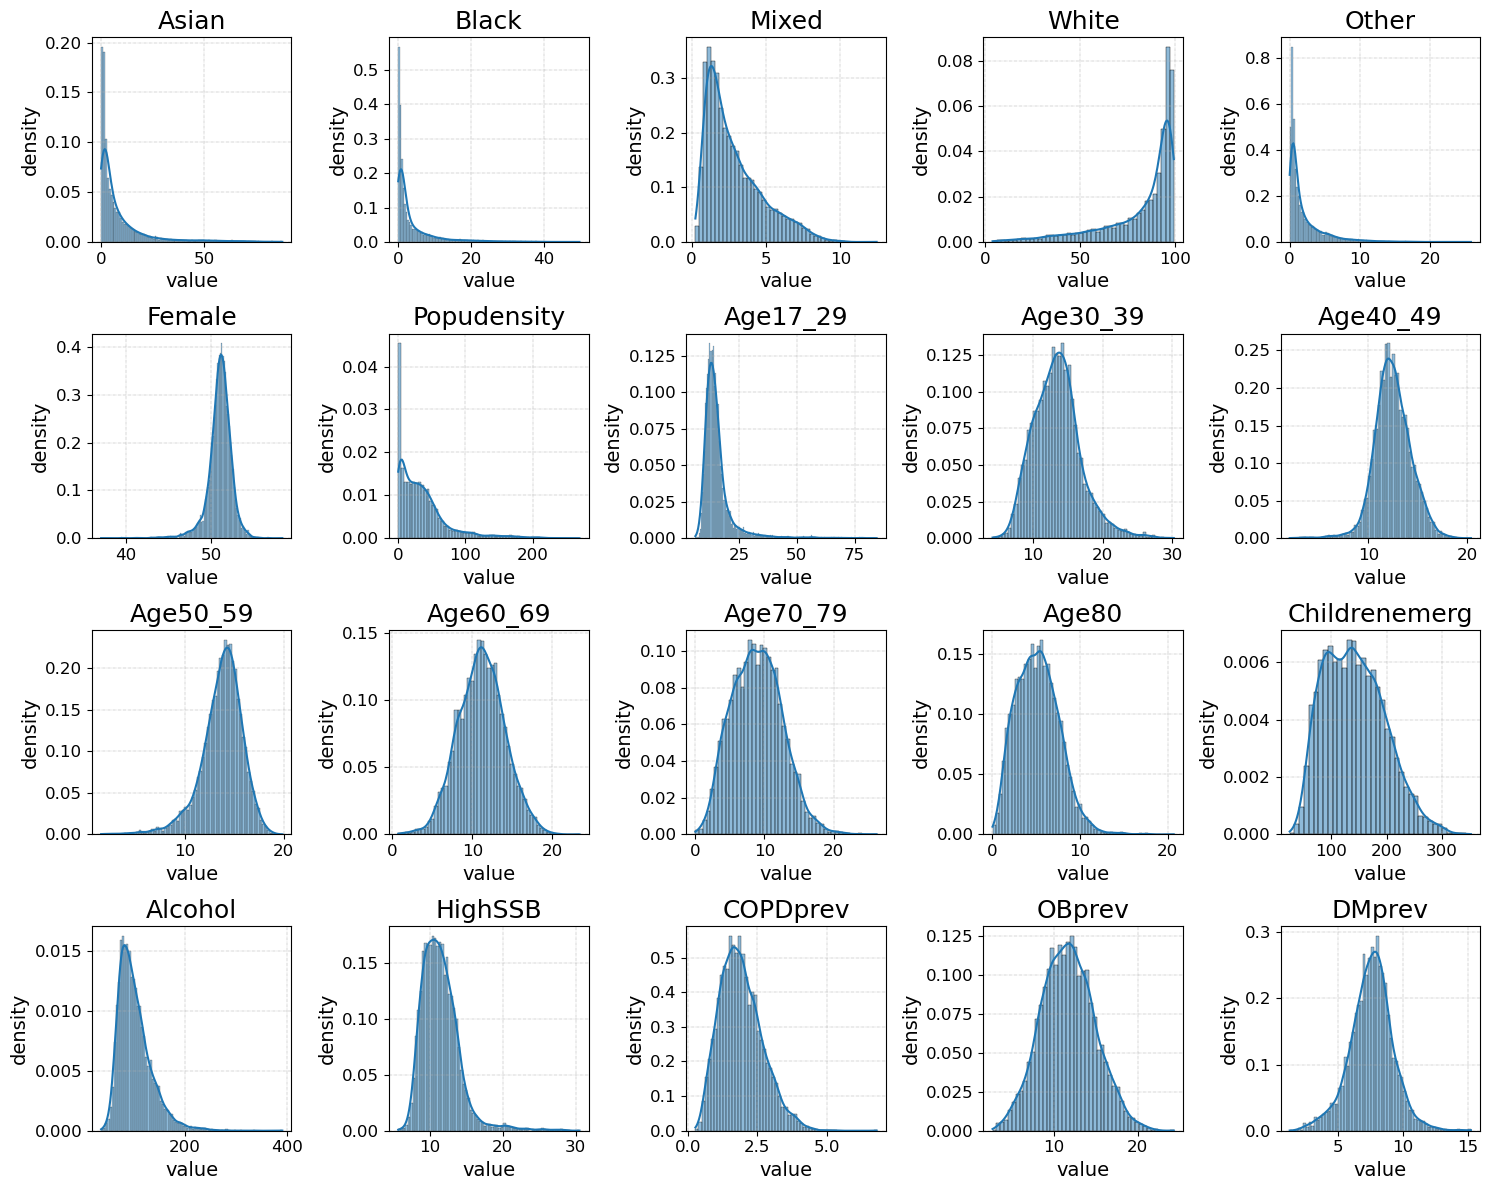 Asian Black Mixed White Other
0.20 0.15 0.10 0.05 0.00 density 0 50 value
0.5 0.4 0.3 0.2 0.1 0.0 density 0 20 40 value
0.3 0.2 0.1 0.0 density 0 5 10 value
0.08 0.06 0.04 0.02 0.00 density 0 50 100 value
0.8 0.6 0.4 0.2 0.0 density 0 10 20 value
Female Popudensity Age17_29 Age30_39 Age40_49
0.4 0.3 0.2 0.1 0.0 density 40 50 value
0.04 0.03 0.02 0.01 0.00 density 0 100 200 value
0.125 0.100 0.075 0.050 0.025 0.000 density 25 50 75 value
0.125 0.100 0.075 0.050 0.025 0.000 density 10 20 30 value
0.25 0.20 0.15 0.10 0.05 0.00 density 10 20 value
Age50_59 Age60_69 Age70_79 Age80 Childrenemerg
0.20 0.15 0.10 0.05 0.00 density 10 20 value
0.15 0.10 0.05 0.00 density 0 10 20 value
0.10 0.08 0.06 0.04 0.02 0.00 density 0 10 20 value
0.15 0.10 0.05 0.00 density 0 10 20 value
0.006 0.004 0.002 0.000 density 100 200 300 value
Alcohol HighSSB COPDprev OBprev DMprev
0.015 0.010 0.005 0.000 density 200 400 value
0.15 0.10 0.05 0.00 density 10 20 30 value
0.5 0.4 0.3 0.2 0.1 0.0 density 0.0 2.5 5.0 value
0.125 0.100 0.075 0.050 0.025 0.000 density 10 20 value
0.3 0.2 0.1 0.0 density 5 10 15 value